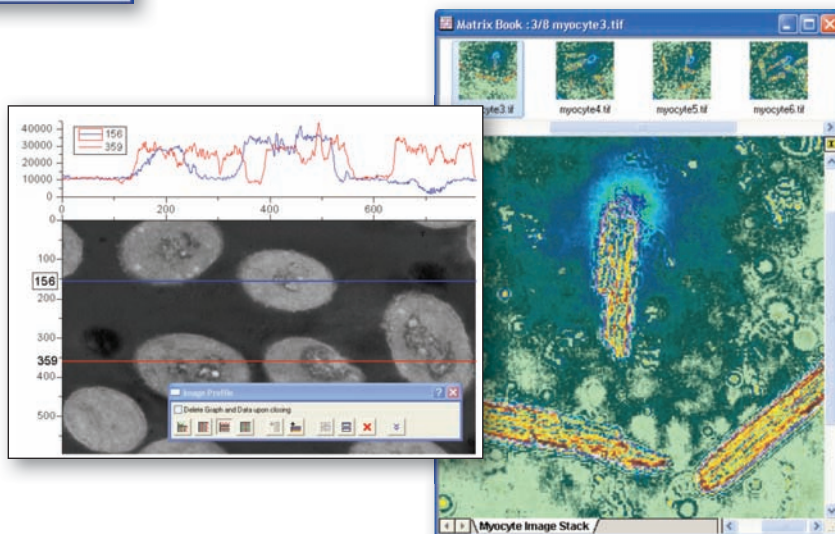 Matrix Book : 3/8 myocyte3.tif
cyte3.tif
myocyte4.tif
myocyte5.tif
myocyte6.tif
40000
30000
20000
10000
0
156
359
0
200
400
600
0
100
156
200
300
359
400
500
Image Profile
Delete Graph and Data upon closing
Myocyte Image Stack